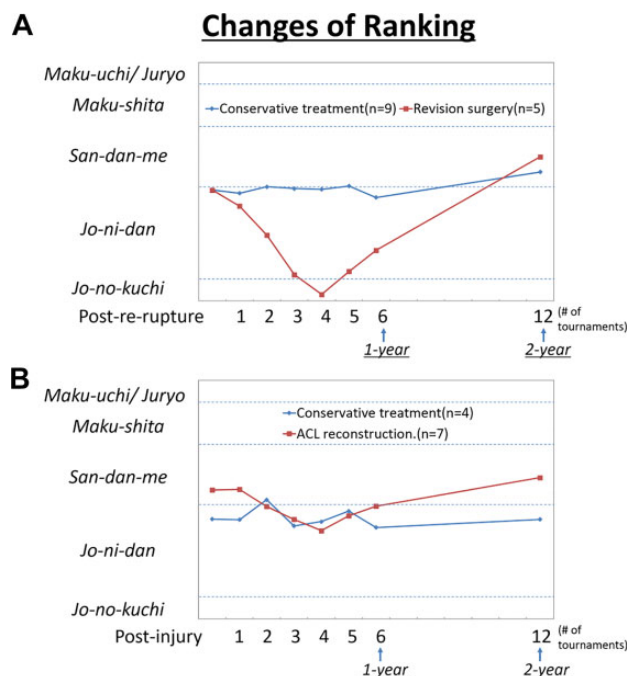 A
Changes of Ranking
Maku-uchi/ Juryo
Maku-shita
Conservative treatment(n=9) Revision surgery(n=5)
San-dan-me
Jo-ni-dan
Jo-no-kuchi
Post-re-rupture 1 2 3 4 5 6 12 (# of tournaments)
1-year 2-year
B
Maku-uchi/ Juryo
Conservative treatment(n=4)
Maku-shita
ACL reconstruction.(n=7)
San-dan-me
Jo-ni-dan
Jo-no-kuchi
Post-injury 1 2 3 4 5 6 12 (# of tournaments)
1-year 2-year